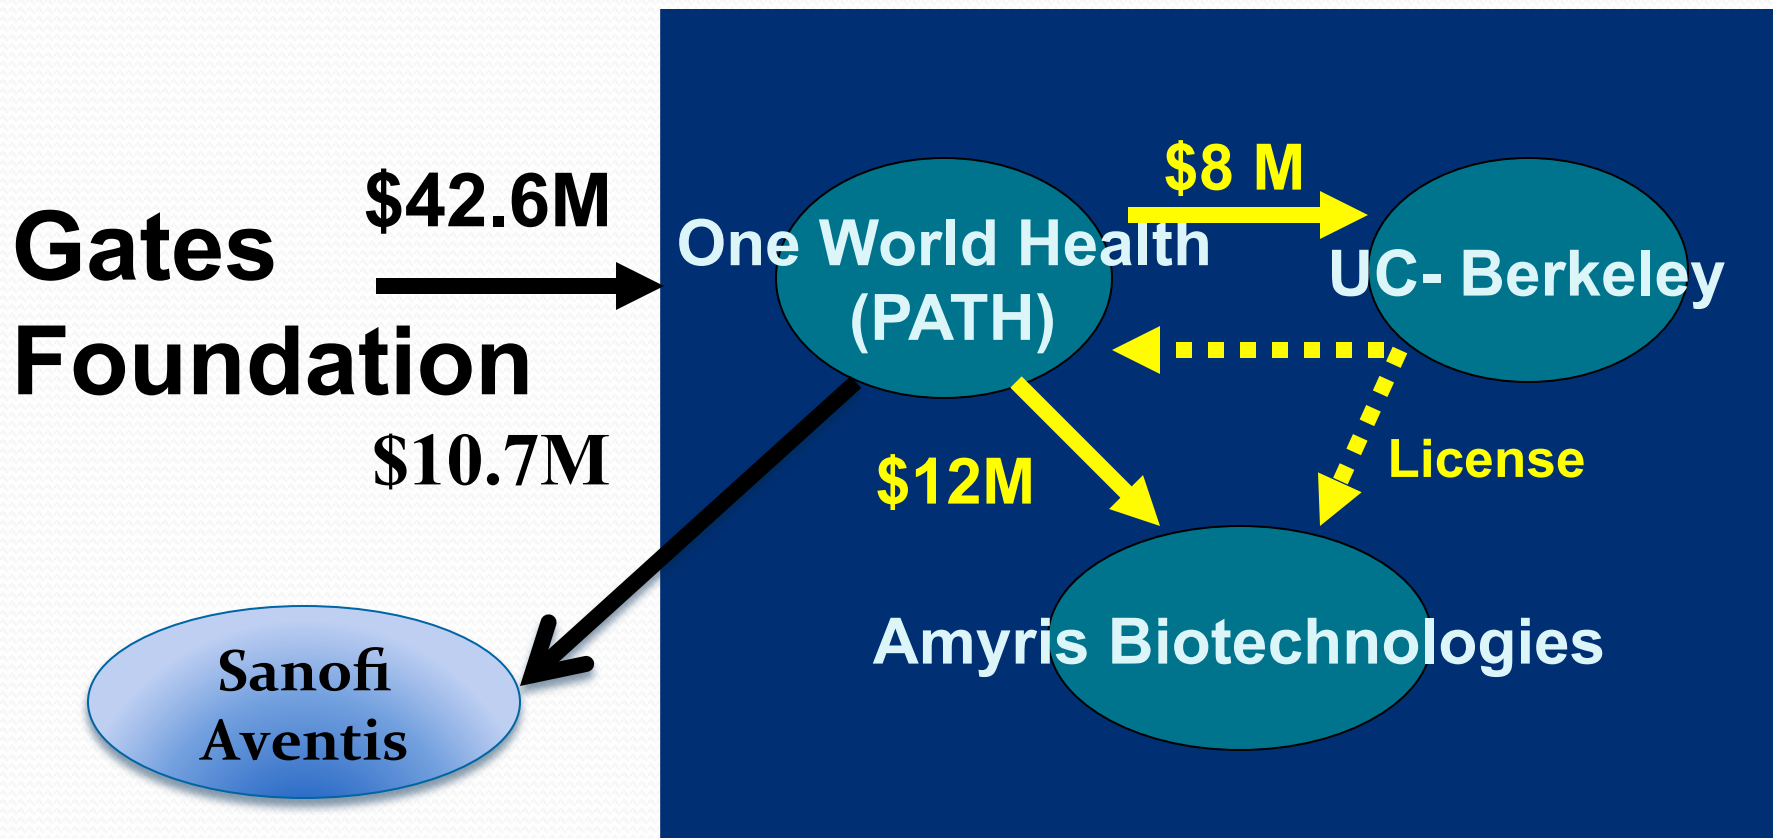 Gates
Foundation
$42.6M
$10.7M
One World Health
(PATH)
$8 M
UC- Berkeley
$12M
License
Amyris Biotechnologies
Sanofi
Aventis